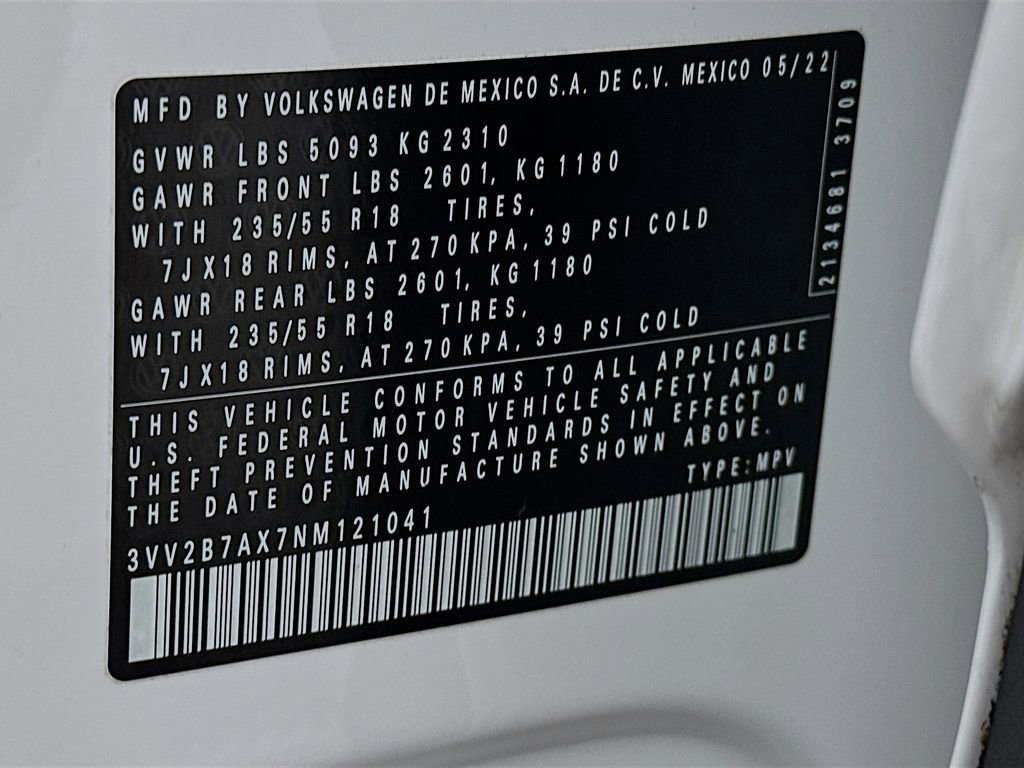 MFD BY VOLKSWAGEN DE MEXICO S.A. DE C.V. MEXICO 05/22
GVWR LBS 5093 KG 2310
GAWR FRONT LBS 2601, KG 1180
WITH 235/55 R18 TIRES,
7JX18 RIMS, AT 270 KPA, 39 PSI COLD
GAWR REAR LBS 2601, KG 1180
WITH 235/55 R18 TIRES,
7JX18 RIMS, AT 270 KPA, 39 PSI COLD
2134681 3709
THIS VEHICLE CONFORMS TO ALL APPLICABLE
U.S. FEDERAL MOTOR VEHICLE SAFETY AND
THEFT PREVENTION STANDARDS IN EFFECT ON
THE DATE OF MANUFACTURE SHOWN ABOVE.
TYPE:MPV
3VV2B7AX7NM121041